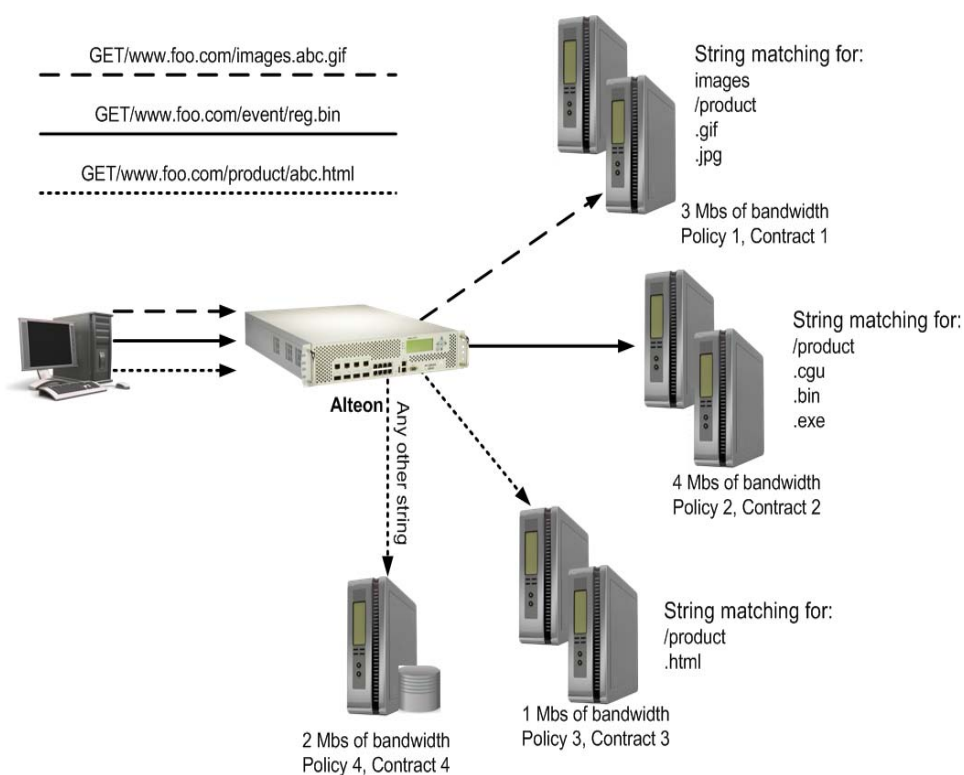 GET/www.foo.com/images.abc.gif
GET/www.foo.com/event/reg.bin
GET/www.foo.com/product/abc.html
String matching for:
images
/product
.gif
.jpg
3 Mbs of bandwidth
Policy 1, Contract 1
String matching for:
/product
.cgu
.bin
.exe
4 Mbs of bandwidth
Policy 2, Contract 2
Alteon
Any other string
String matching for:
/product
.html
1 Mbs of bandwidth
Policy 3, Contract 3
2 Mbs of bandwidth
Policy 4, Contract 4